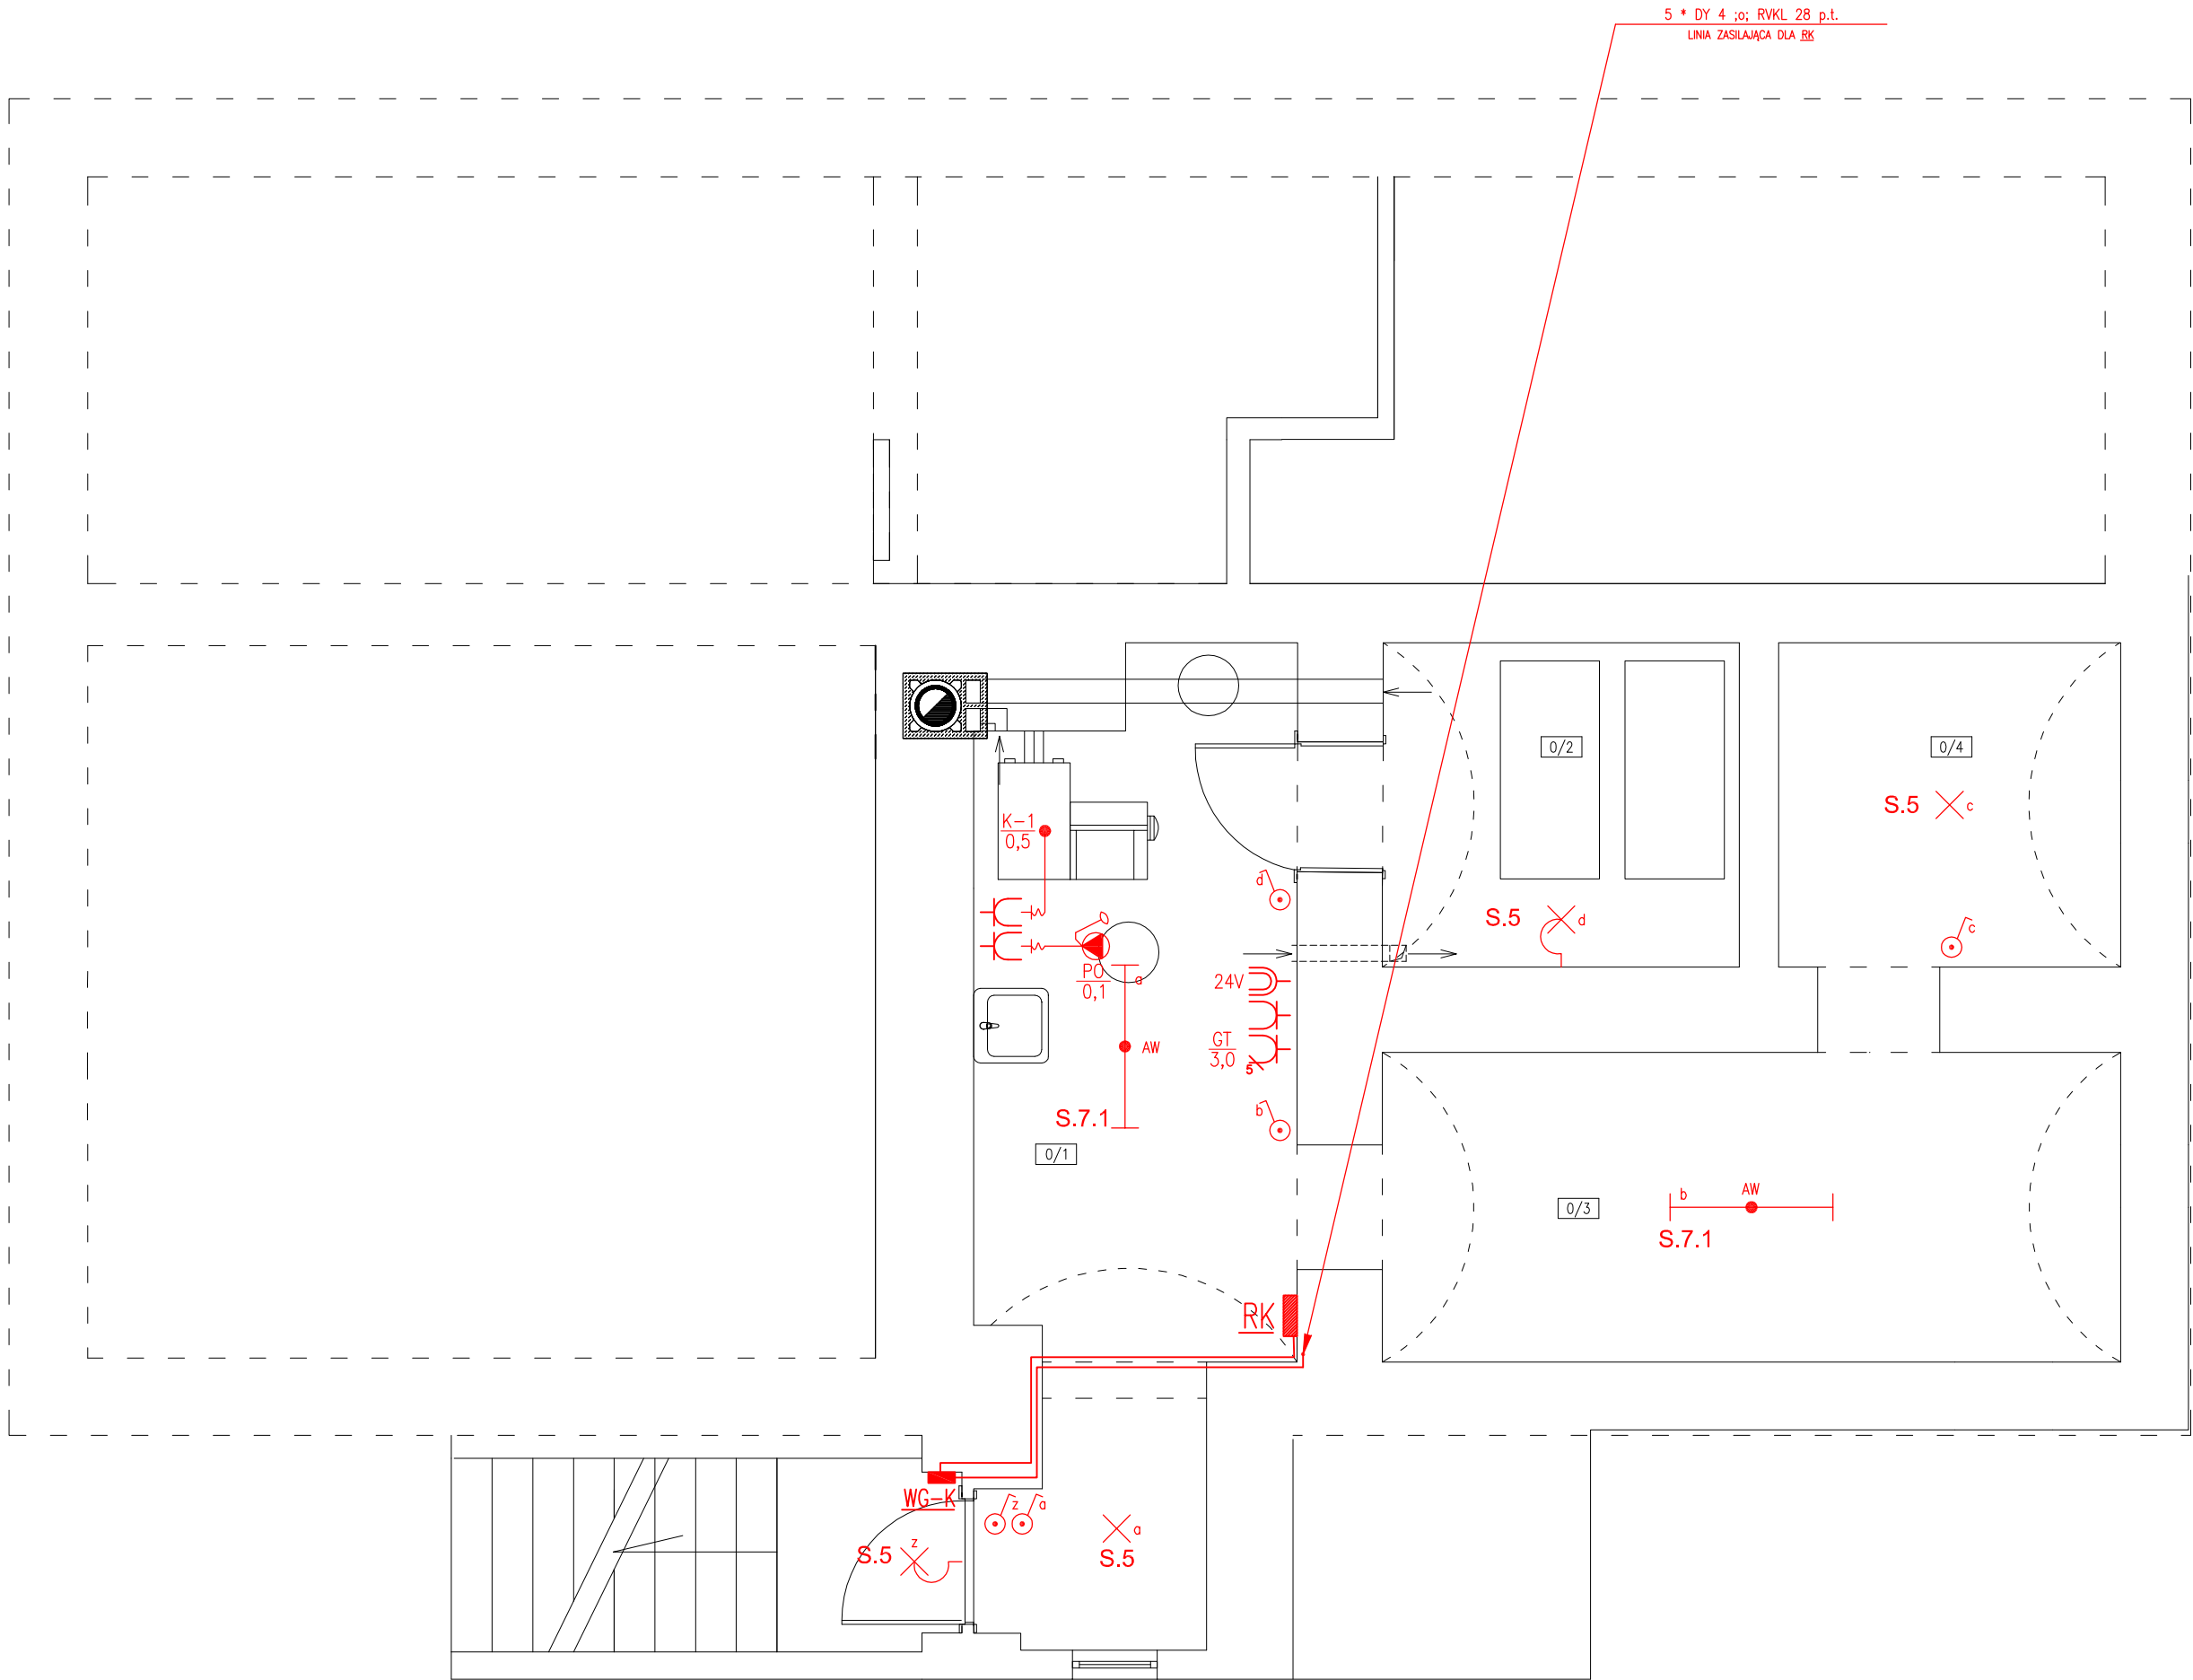 5 * DY 4 ;o; RVKL 28 p.t.
LINIA ZASILAJĄCA DLA RK
0/2
0/4
S.5
c
K-1
0,5
d
S.5
d
c
PO
0,1
a
24V
GT
3,0
5
AW
S.7.1
b
0/1
b
AW
0/3
S.7.1
RK
WG-K
z
a
z
S.5
a
S.5